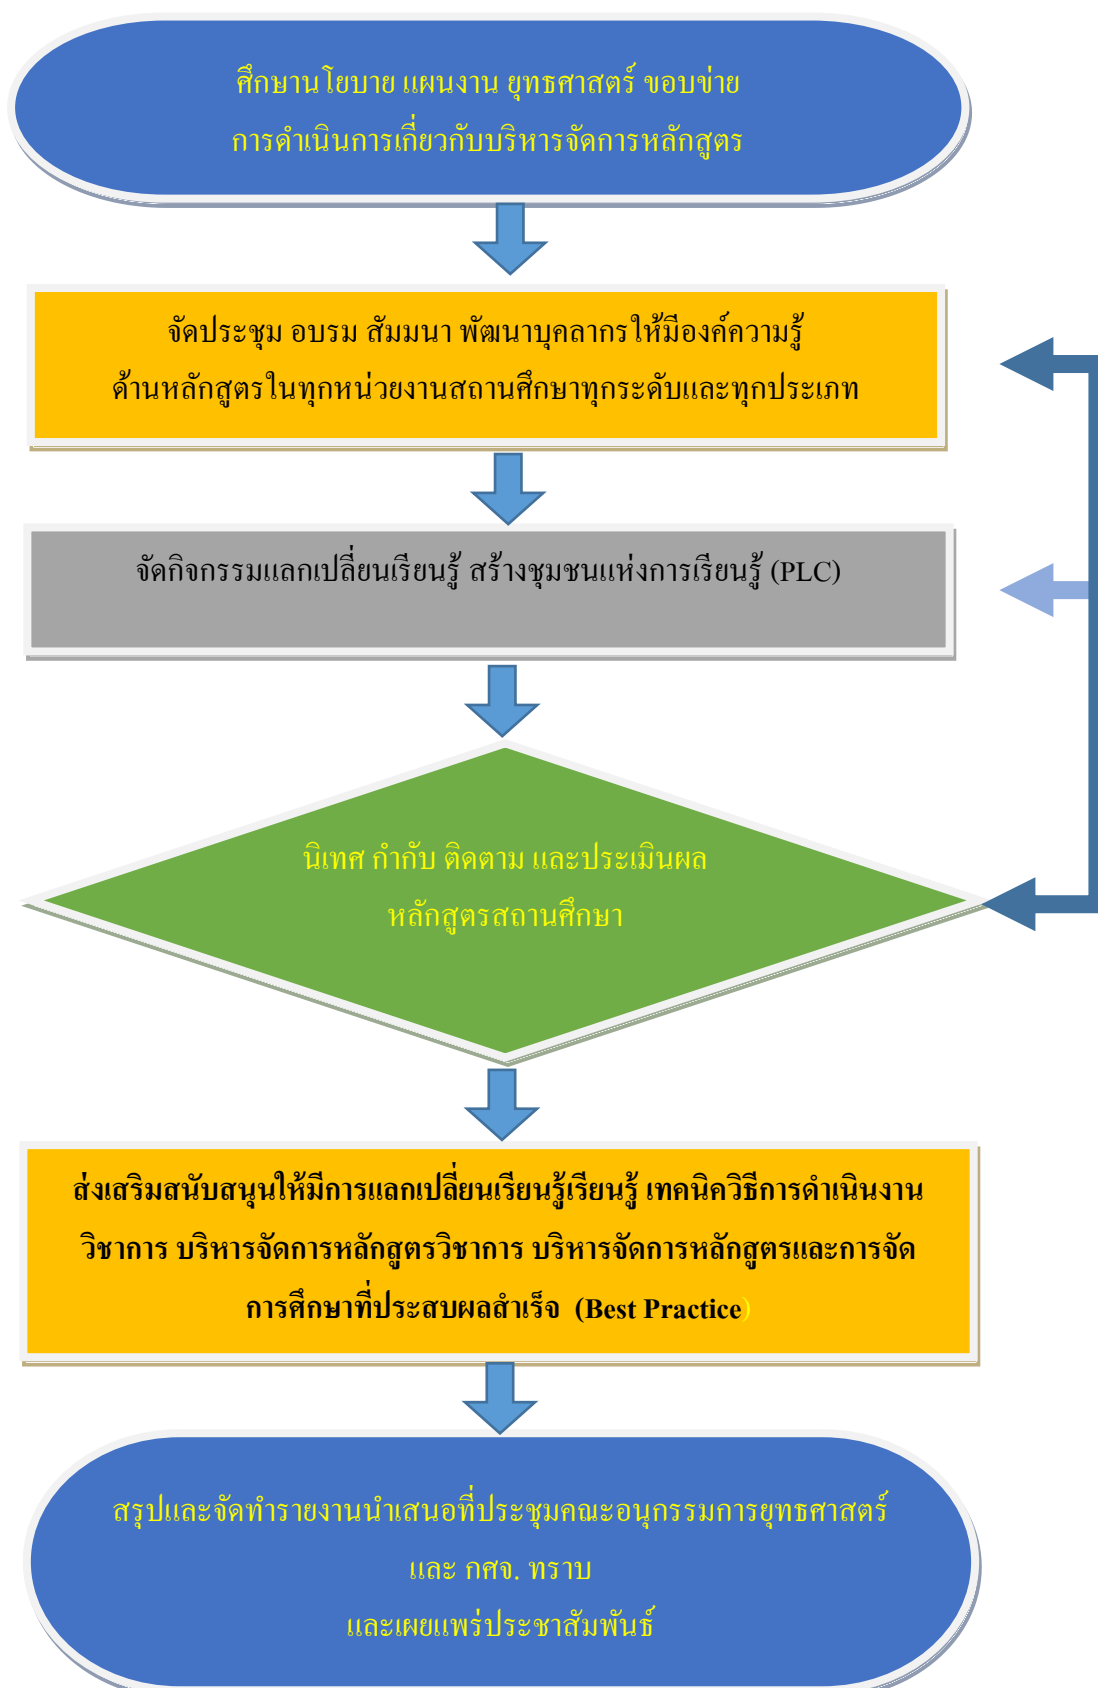 ศึกษานโยบาย แผนงาน ยุทธศาสตร์ ขอบข่าย
การดำเนินการเกี่ยวกับบริหารจัดการหลักสูตร
จัดประชุม อบรม สัมมนา พัฒนาบุคลากรให้มีองค์ความรู้
ด้านหลักสูตรในทุกหน่วยงานสถานศึกษาทุกระดับและทุกประเภท
จัดกิจกรรมแลกเปลี่ยนเรียนรู้ สร้างชุมชนแห่งการเรียนรู้ (PLC)
นิเทศ กำกับ ติดตาม และประเมินผล
หลักสูตรสถานศึกษา
ส่งเสริมสนับสนุนให้มีการแลกเปลี่ยนเรียนรู้เรียนรู้ เทคนิควิธีการดำเนินงาน
วิชาการ บริหารจัดการหลักสูตรวิชาการ บริหารจัดการหลักสูตรและการจัด
การศึกษาที่ประสบผลสำเร็จ (Best Practice)
สรุปและจัดทำรายงานนำเสนอที่ประชุมคณะอนุกรรมการยุทธศาสตร์
และ กศจ. ทราบ
และเผยแพร่ประชาสัมพันธ์